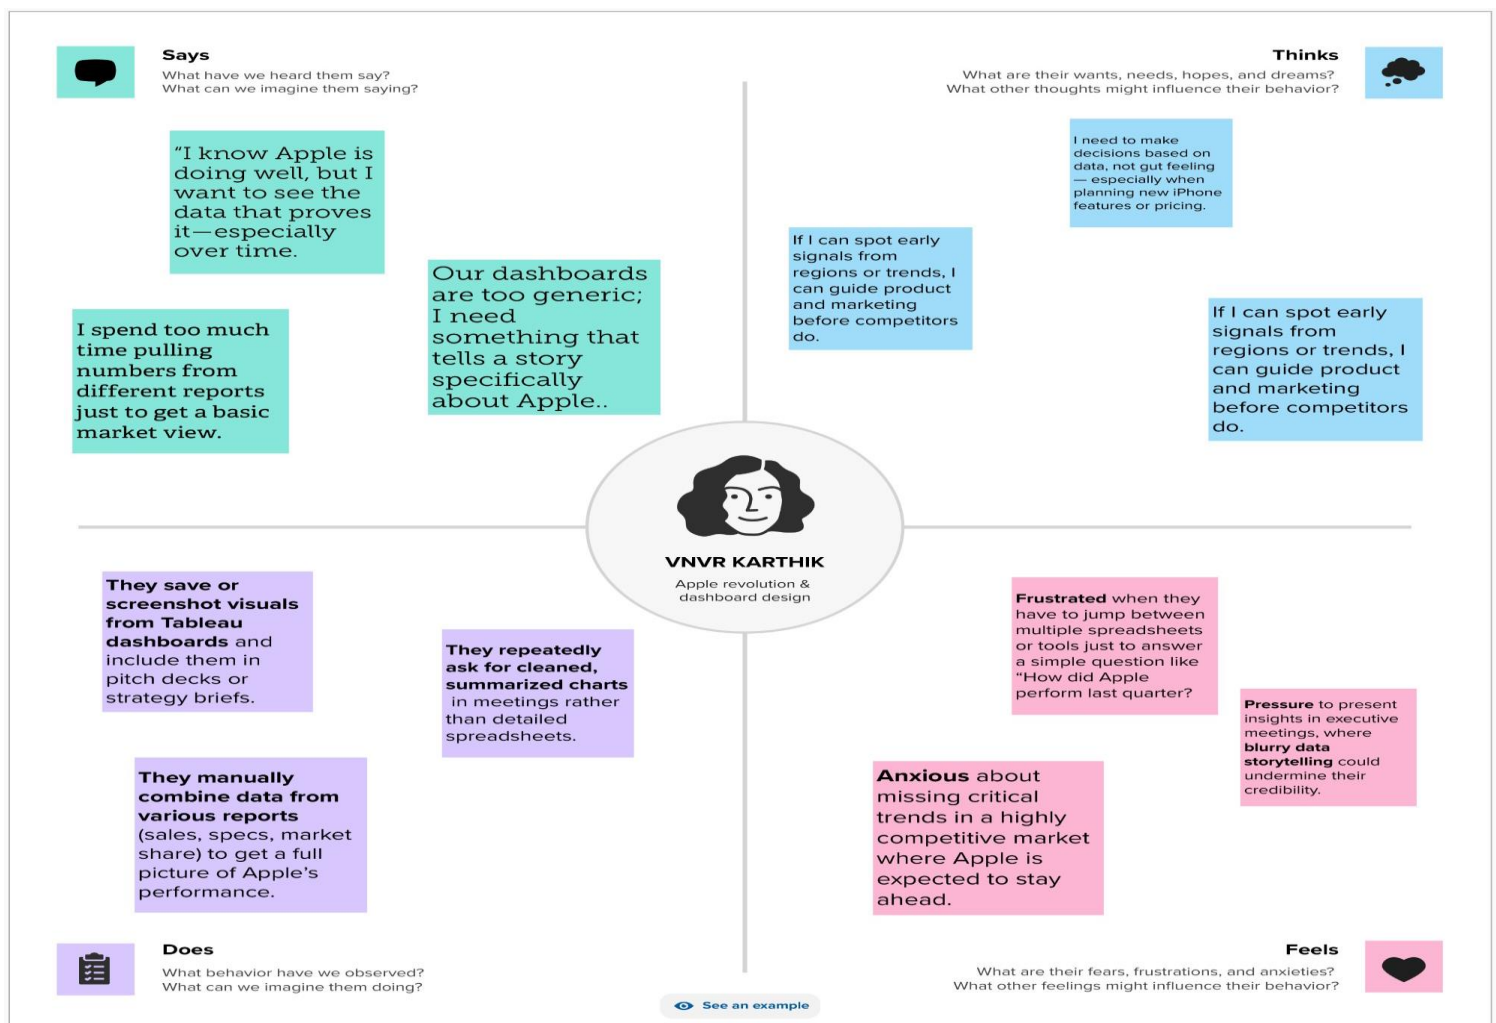 Says
What have we heard them say?
What can we imagine them saying?
"I know Apple is
doing well, but I
want to see the
data that proves
it—especially
over time.
Our dashboards
are too generic;
I need
something that
tells a story
specifically
about Apple..
I spend too much
time pulling
numbers from
different reports
just to get a basic
market view.
Thinks
What are their wants, needs, hopes, and dreams?
What other thoughts might influence their behavior?
I need to make
decisions based on
data, not gut feeling
— especially when
planning new iPhone
features or pricing.
If I can spot early
signals from
regions or trends, I
can guide product
and marketing
before competitors
do.
If I can spot early
signals from
regions or trends, I
can guide product
and marketing
before competitors
do.
VNVR KARTHIK
Apple revolution &
dashboard design
They save or
screenshot visuals
from Tableau
dashboards and
include them in
pitch decks or
strategy briefs.
They repeatedly
ask for cleaned,
summarized charts
in meetings rather
than detailed
spreadsheets.
They manually
combine data from
various reports
(sales, specs, market
share) to get a full
picture of Apple's
performance.
Does
What behavior have we observed?
What can we imagine them doing?
Frustrated when they
have to jump between
multiple spreadsheets
or tools just to answer
a simple question like
"How did Apple
perform last quarter?
Pressure to present
insights in executive
meetings, where
blurry data
storytelling could
undermine their
credibility.
Anxious about
missing critical
trends in a highly
competitive market
where Apple is
expected to stay
ahead.
Feels
What are their fears, frustrations, and anxieties?
What other feelings might influence their behavior?
See an example